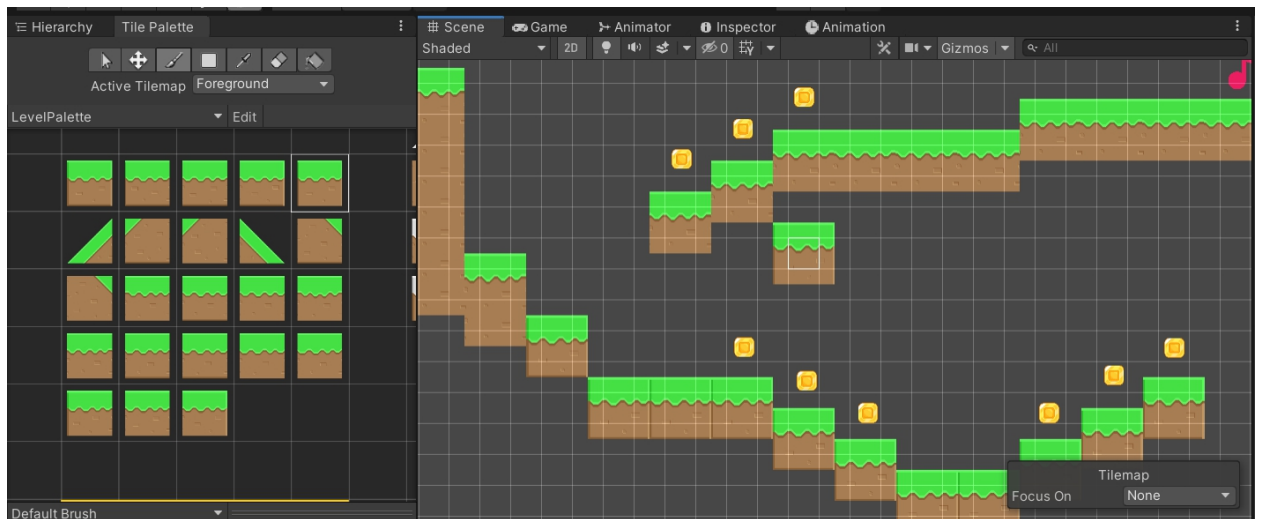 Hierarchy Tile Palette
Active Tilemap Foreground
LevelPalette Edit
Default Brush
Scene Game Animator Inspector Animation
Shaded 2D 0 Gizmos All
Tilemap
Focus On None